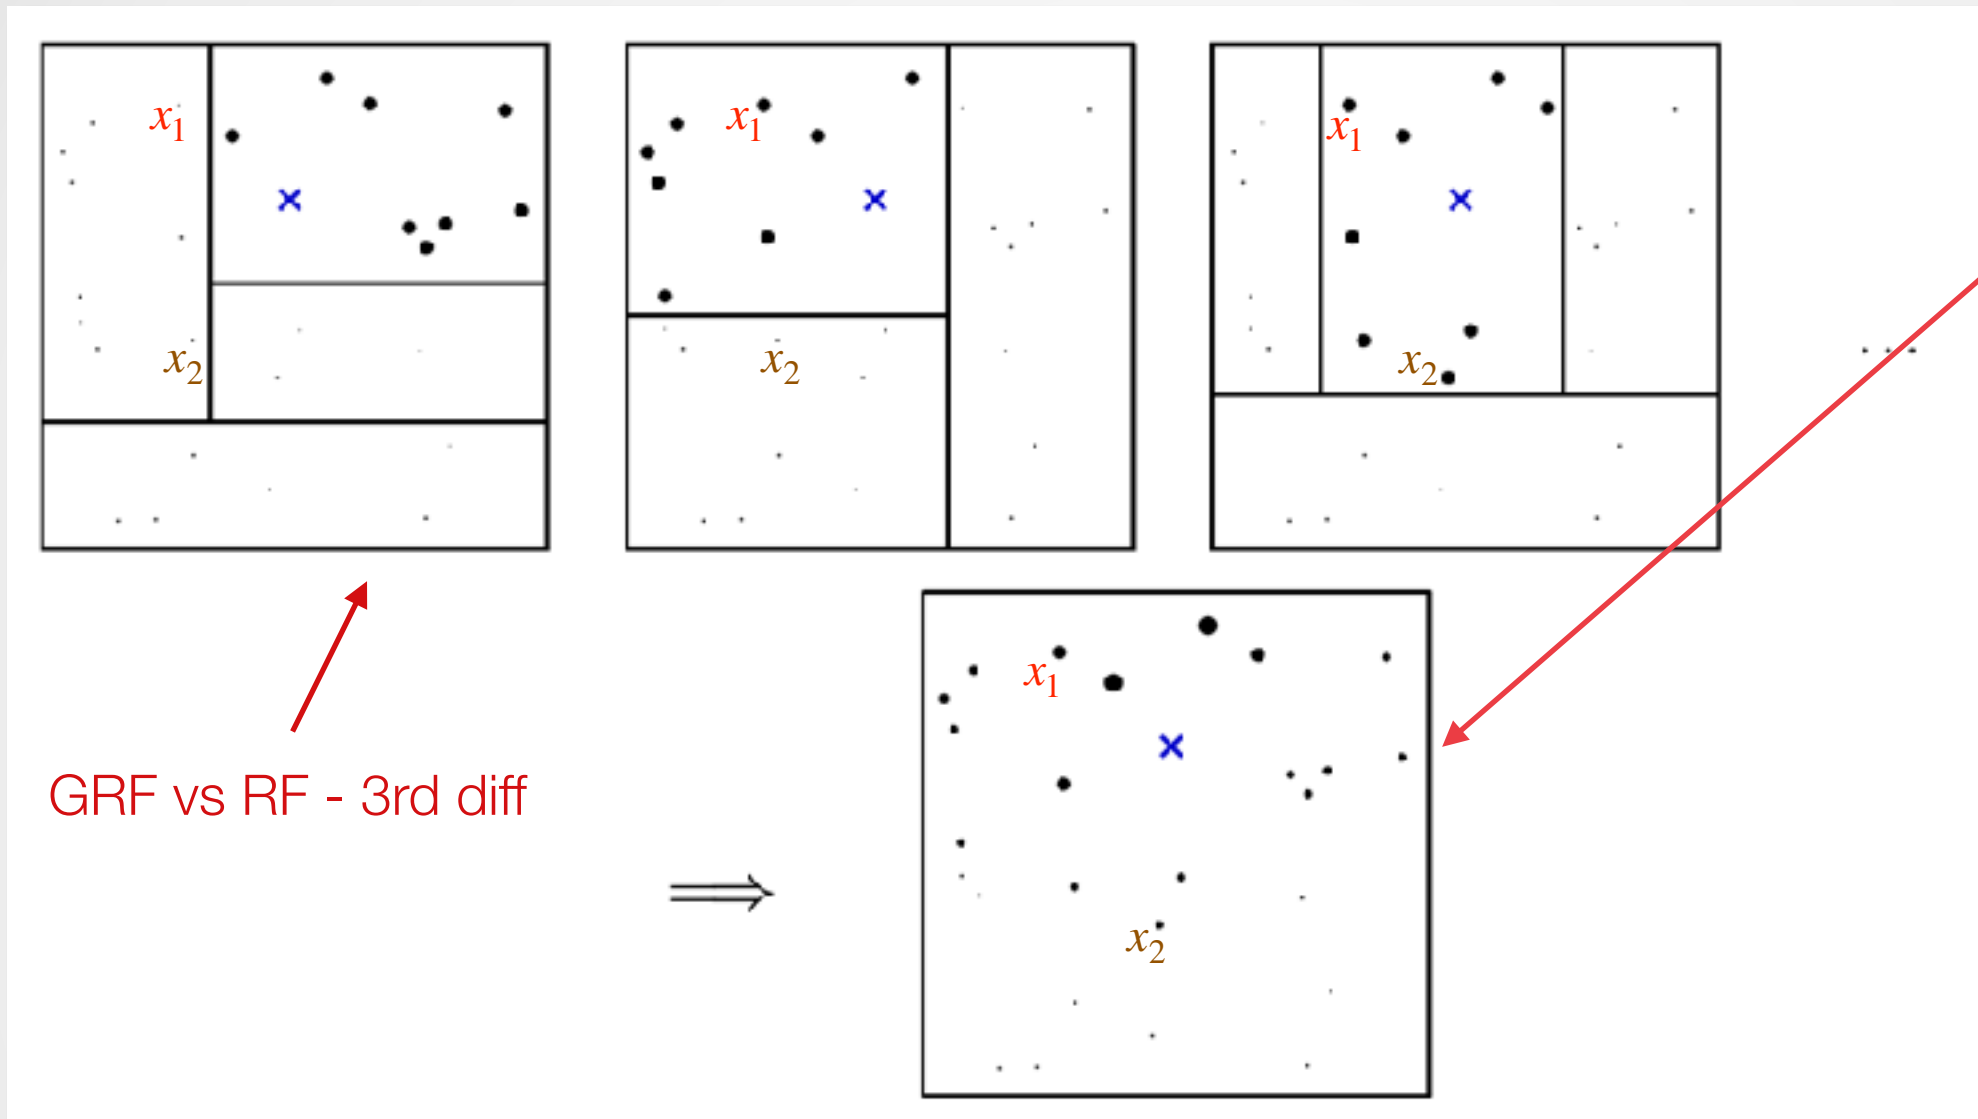 x₁
x₁
x₁
x₂
x₂
x₂
. . .
GRF vs RF - 3rd diff
x₁
⟹
x₂